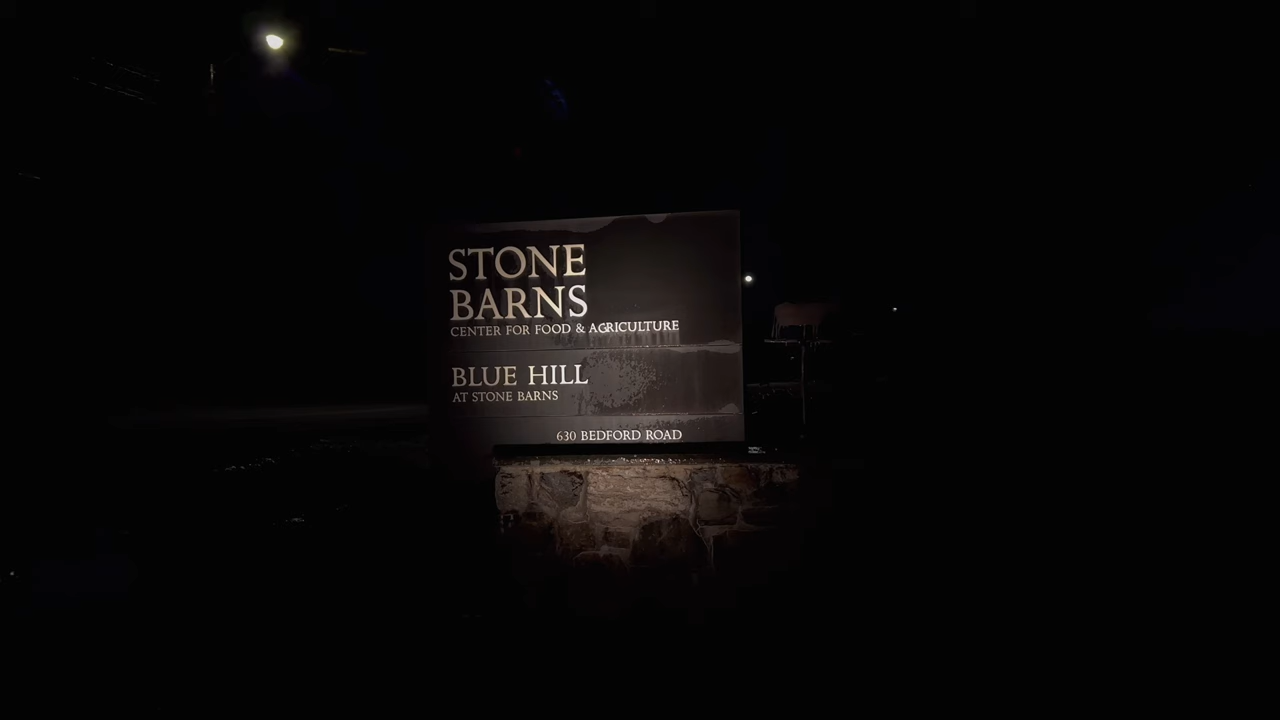 STONE
BARNS
CENTER FOR FOOD & AGRICULTURE
BLUE HILL
AT STONE BARNS
630 BEDFORD ROAD